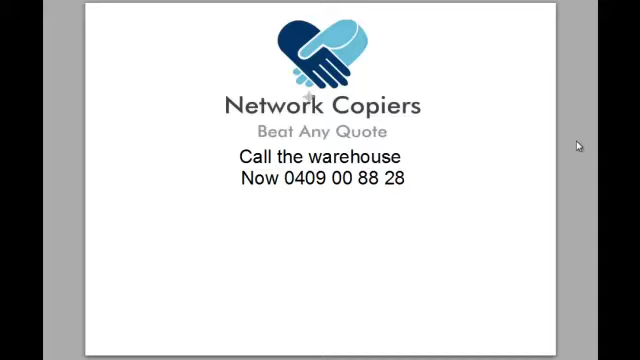 Network Copiers
Beat Any Quote
Call the warehouse
Now 0409 00 88 28